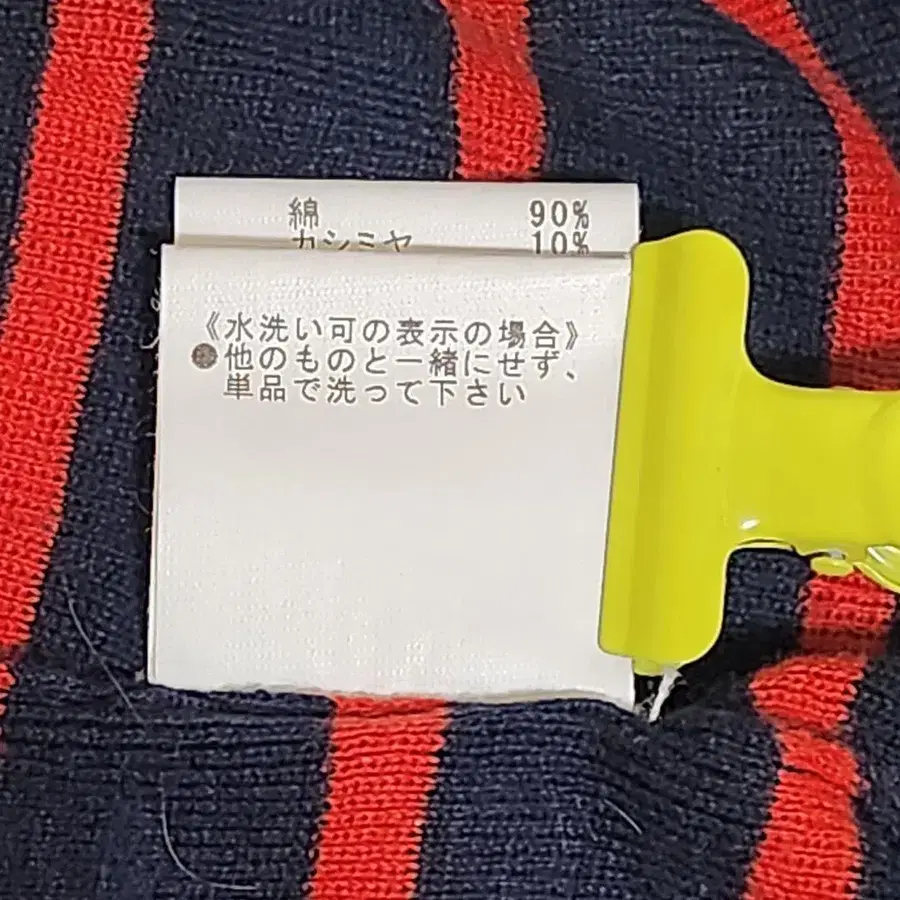 綿 90%
カシミヤ 10%
《水洗い可の表示の場合》
●他のものと一緒にせず、
単品で洗って下さい